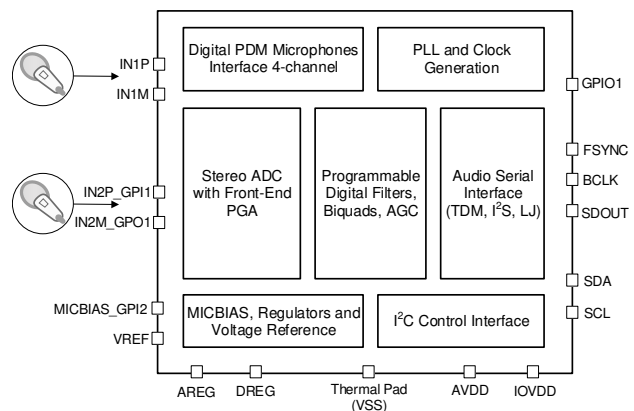 Digital PDM Microphones
Interface 4-channel
PLL and Clock
Generation
IN1P
IN1M
GPIO1
Stereo ADC
with Front-End
PGA
Programmable
Digital Filters,
Biquads, AGC
Audio Serial
Interface
(TDM, I²S, LJ)
FSYNC
BCLK
SDOUT
IN2P_GPI1
IN2M_GPO1
SDA
SCL
MICBIAS_GPI2
VREF
MICBIAS, Regulators and
Voltage Reference
I²C Control Interface
AREG
DREG
Thermal Pad
(VSS)
AVDD
IOVDD